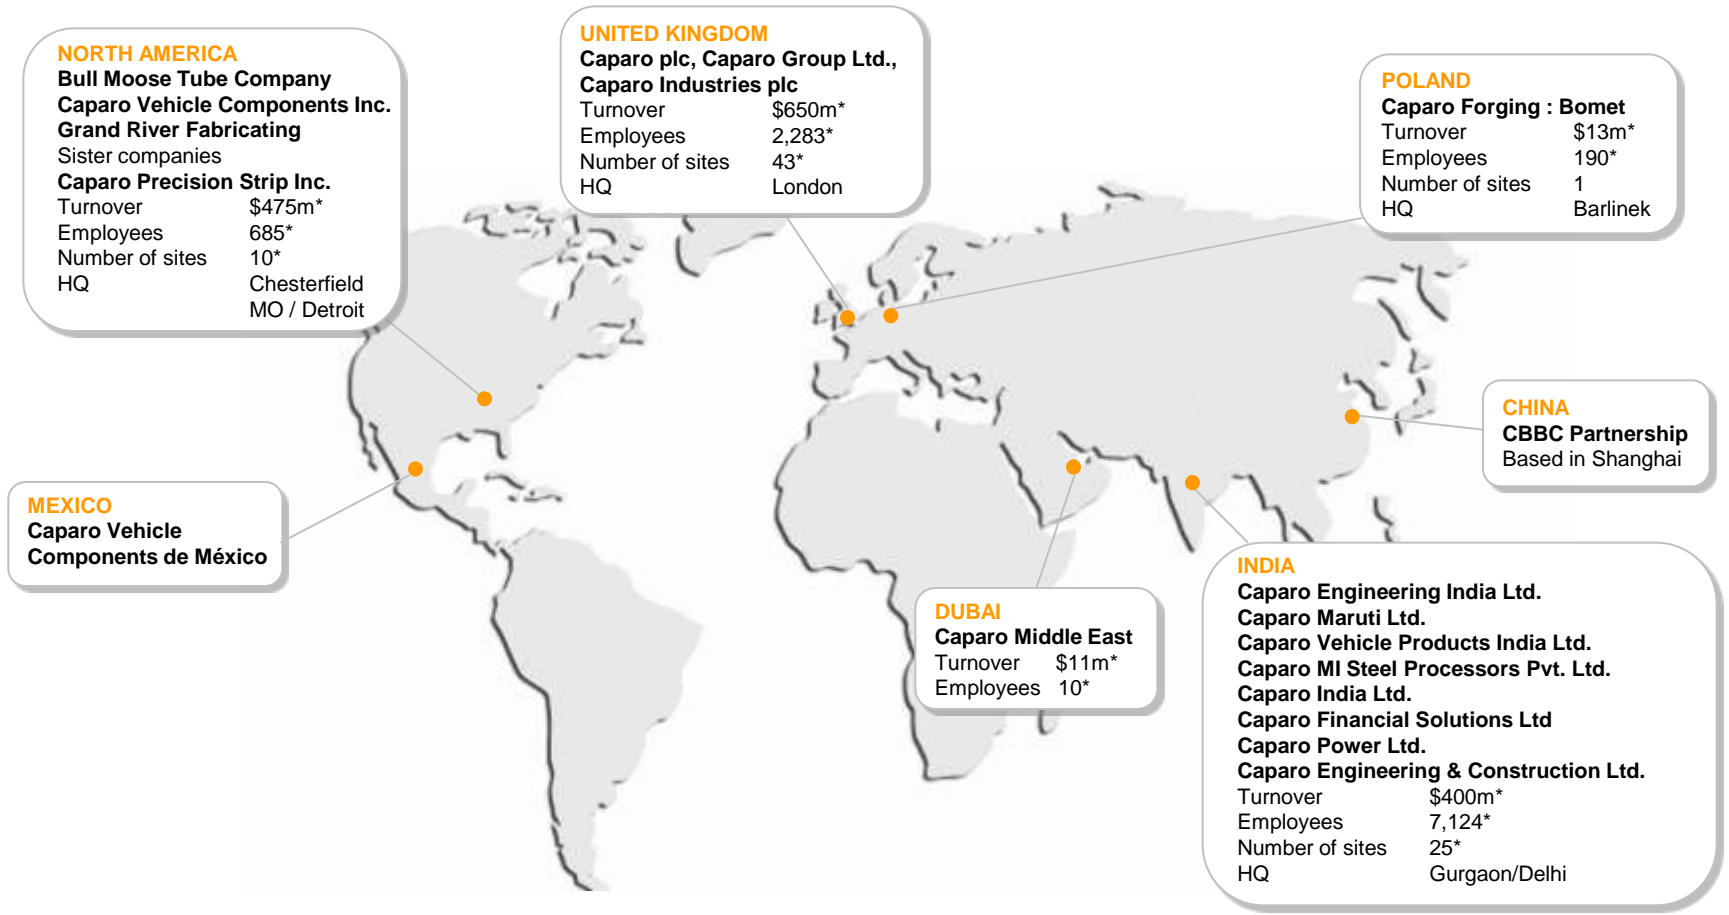 NORTH AMERICA
Bull Moose Tube Company
Caparo Vehicle Components Inc.
Grand River Fabricating
Sister companies
Caparo Precision Strip Inc.
Turnover $475m*
Employees 685*
Number of sites 10*
HQ Chesterfield
MO / Detroit
UNITED KINGDOM
Caparo plc, Caparo Group Ltd.,
Caparo Industries plc
Turnover $650m*
Employees 2,283*
Number of sites 43*
HQ London
POLAND
Caparo Forging : Bomet
Turnover $13m*
Employees 190*
Number of sites 1
HQ Barlinek
CHINA
CBBC Partnership
Based in Shanghai
MEXICO
Caparo Vehicle
Components de México
DUBAI
Caparo Middle East
Turnover $11m*
Employees 10*
INDIA
Caparo Engineering India Ltd.
Caparo Maruti Ltd.
Caparo Vehicle Products India Ltd.
Caparo MI Steel Processors Pvt. Ltd.
Caparo India Ltd.
Caparo Financial Solutions Ltd
Caparo Power Ltd.
Caparo Engineering & Construction Ltd.
Turnover $400m*
Employees 7,124*
Number of sites 25*
HQ Gurgaon/Delhi